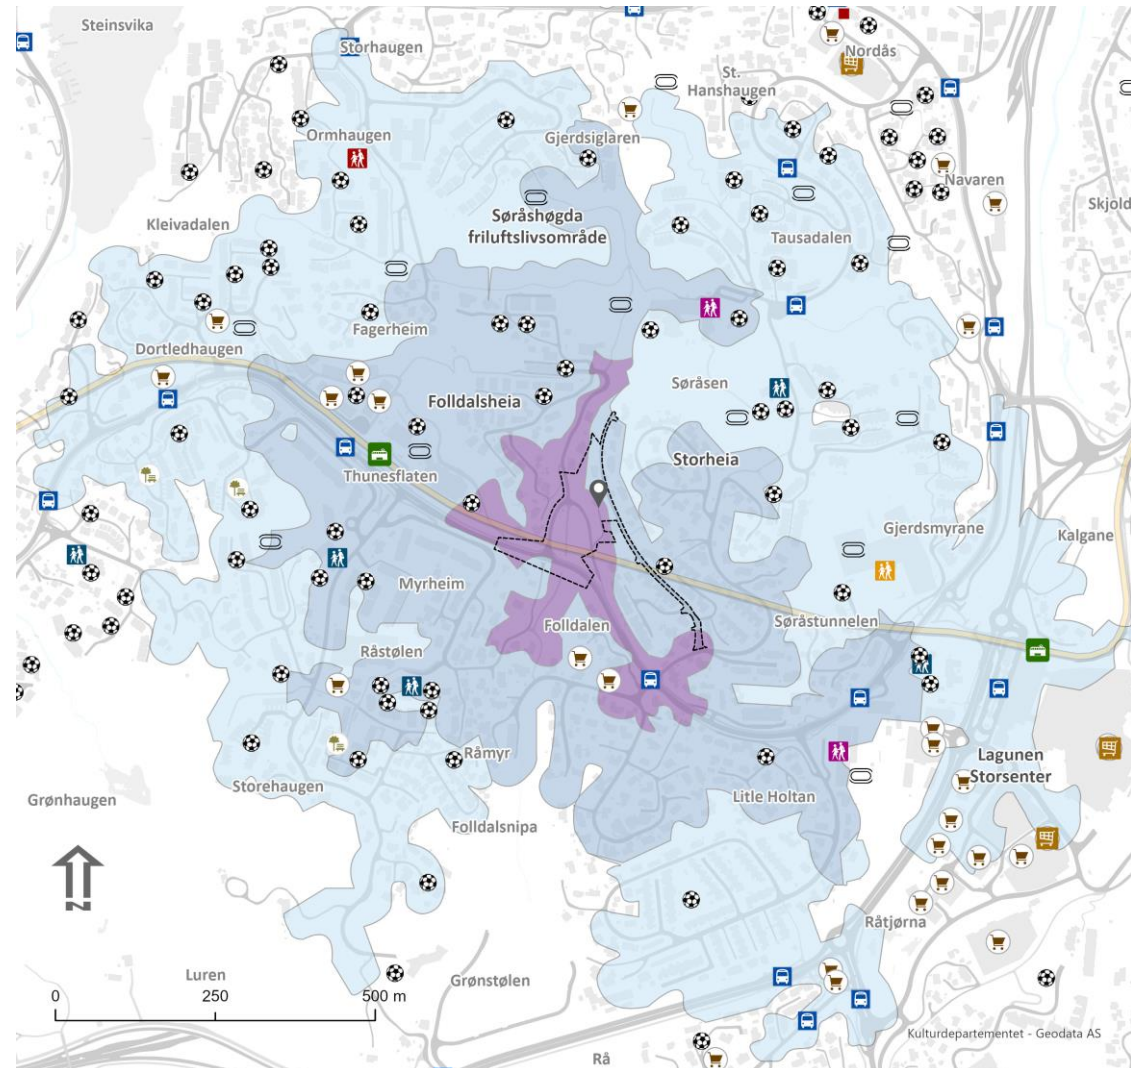 Steinsvika
Storhaugen
Nordås
St.
Hanshaugen
Ormhaugen
Gjerdsiglaren
Navaren
Skjold
Kleivadalen
Søråshøgda
friluftslivsområde
Tausadalen
Fagerheim
Dortledhaugen
Folldalsheia
Søråsen
Storheia
Thunesflaten
Gjerdsmyrane
Kalgane
Myrheim
Folldalen
Søråstunnelen
Råstølen
Råmyr
Lagunen
Storsenter
Storehaugen
Grønhaugen
Litle Holtan
Folldalsnipa
N
Råtjørna
Luren
Grønstølen
0 250 500 m
Kulturdepartementet - Geodata AS
Rå